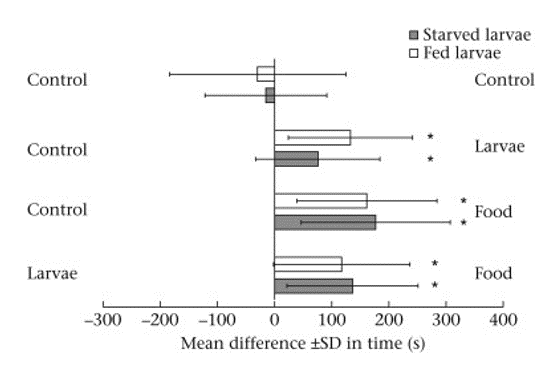 Starved larvae
Fed larvae
Control Control
Control Larvae
*
*
Control Food
*
*
Larvae Food
*
*
–300 –200 –100 0 100 200 300 400
Mean difference ±SD in time (s)